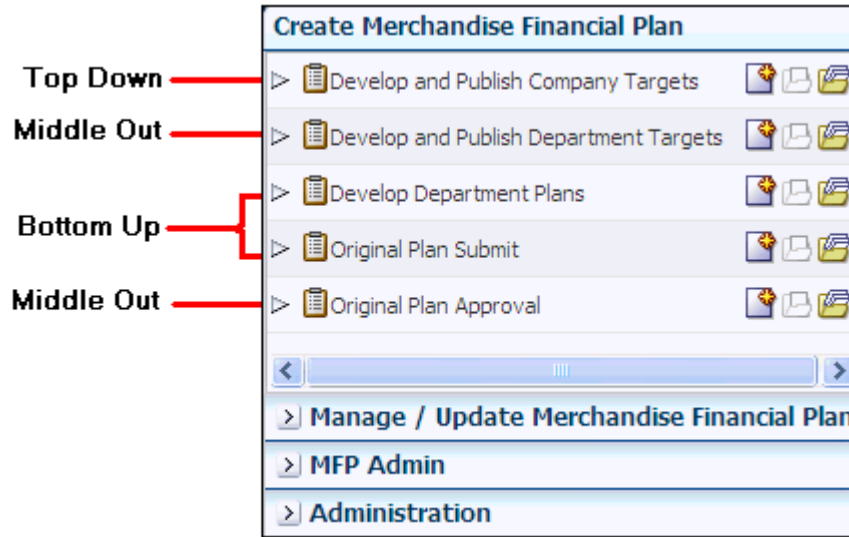 Create Merchandise Financial Plan
Top Down
Develop and Publish Company Targets
Middle Out
Develop and Publish Department Targets
Bottom Up
Develop Department Plans
Original Plan Submit
Middle Out
Original Plan Approval
Manage / Update Merchandise Financial Plan
MFP Admin
Administration